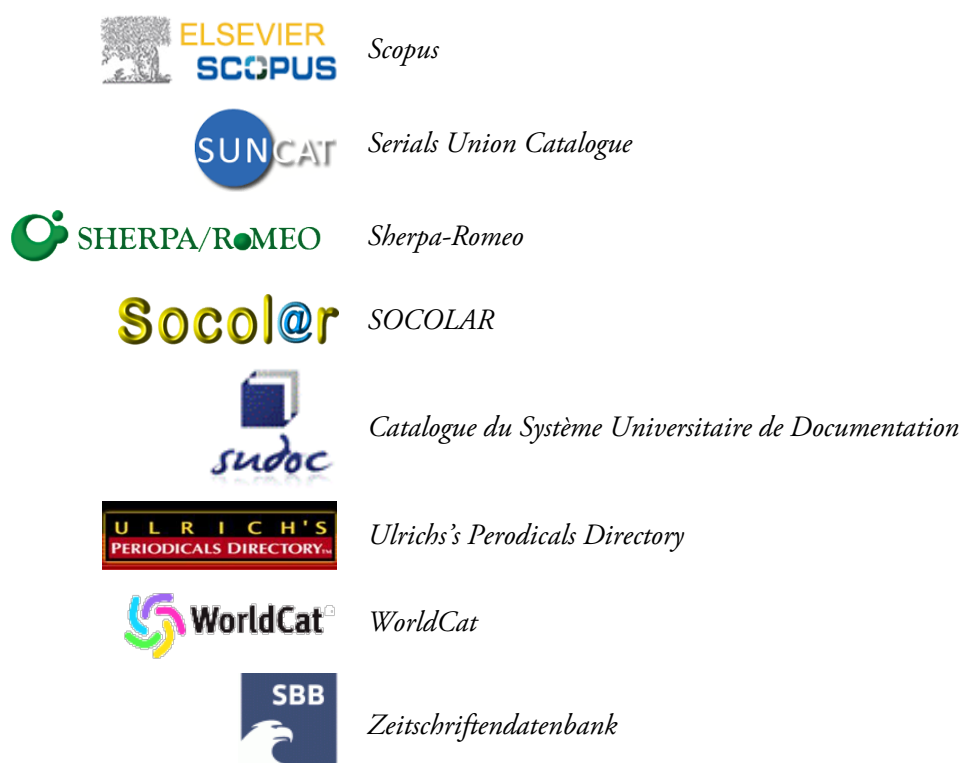 ELSEVIER
SCOPUS
Scopus
SUNCAT
Serials Union Catalogue
SHERPA/RoMEO
Sherpa-Romeo
Socol@r
SOCOLAR
sudoc
Catalogue du Système Universitaire de Documentation
ULRICH'S
PERIODICALS DIRECTORY™
Ulrichs's Perodicals Directory
WorldCat
WorldCat
SBB
Zeitschriftendatenbank